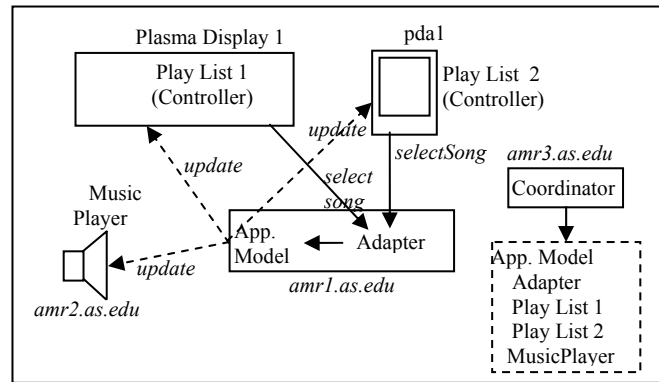 Plasma Display 1
pda1
Play List 1
(Controller)
Play List 2
(Controller)
update
update
selectSong
select
song
amr3.as.edu
Coordinator
Music
Player
update
amr2.as.edu
App.
Model
Adapter
amr1.as.edu
App. Model
Adapter
Play List 1
Play List 2
MusicPlayer